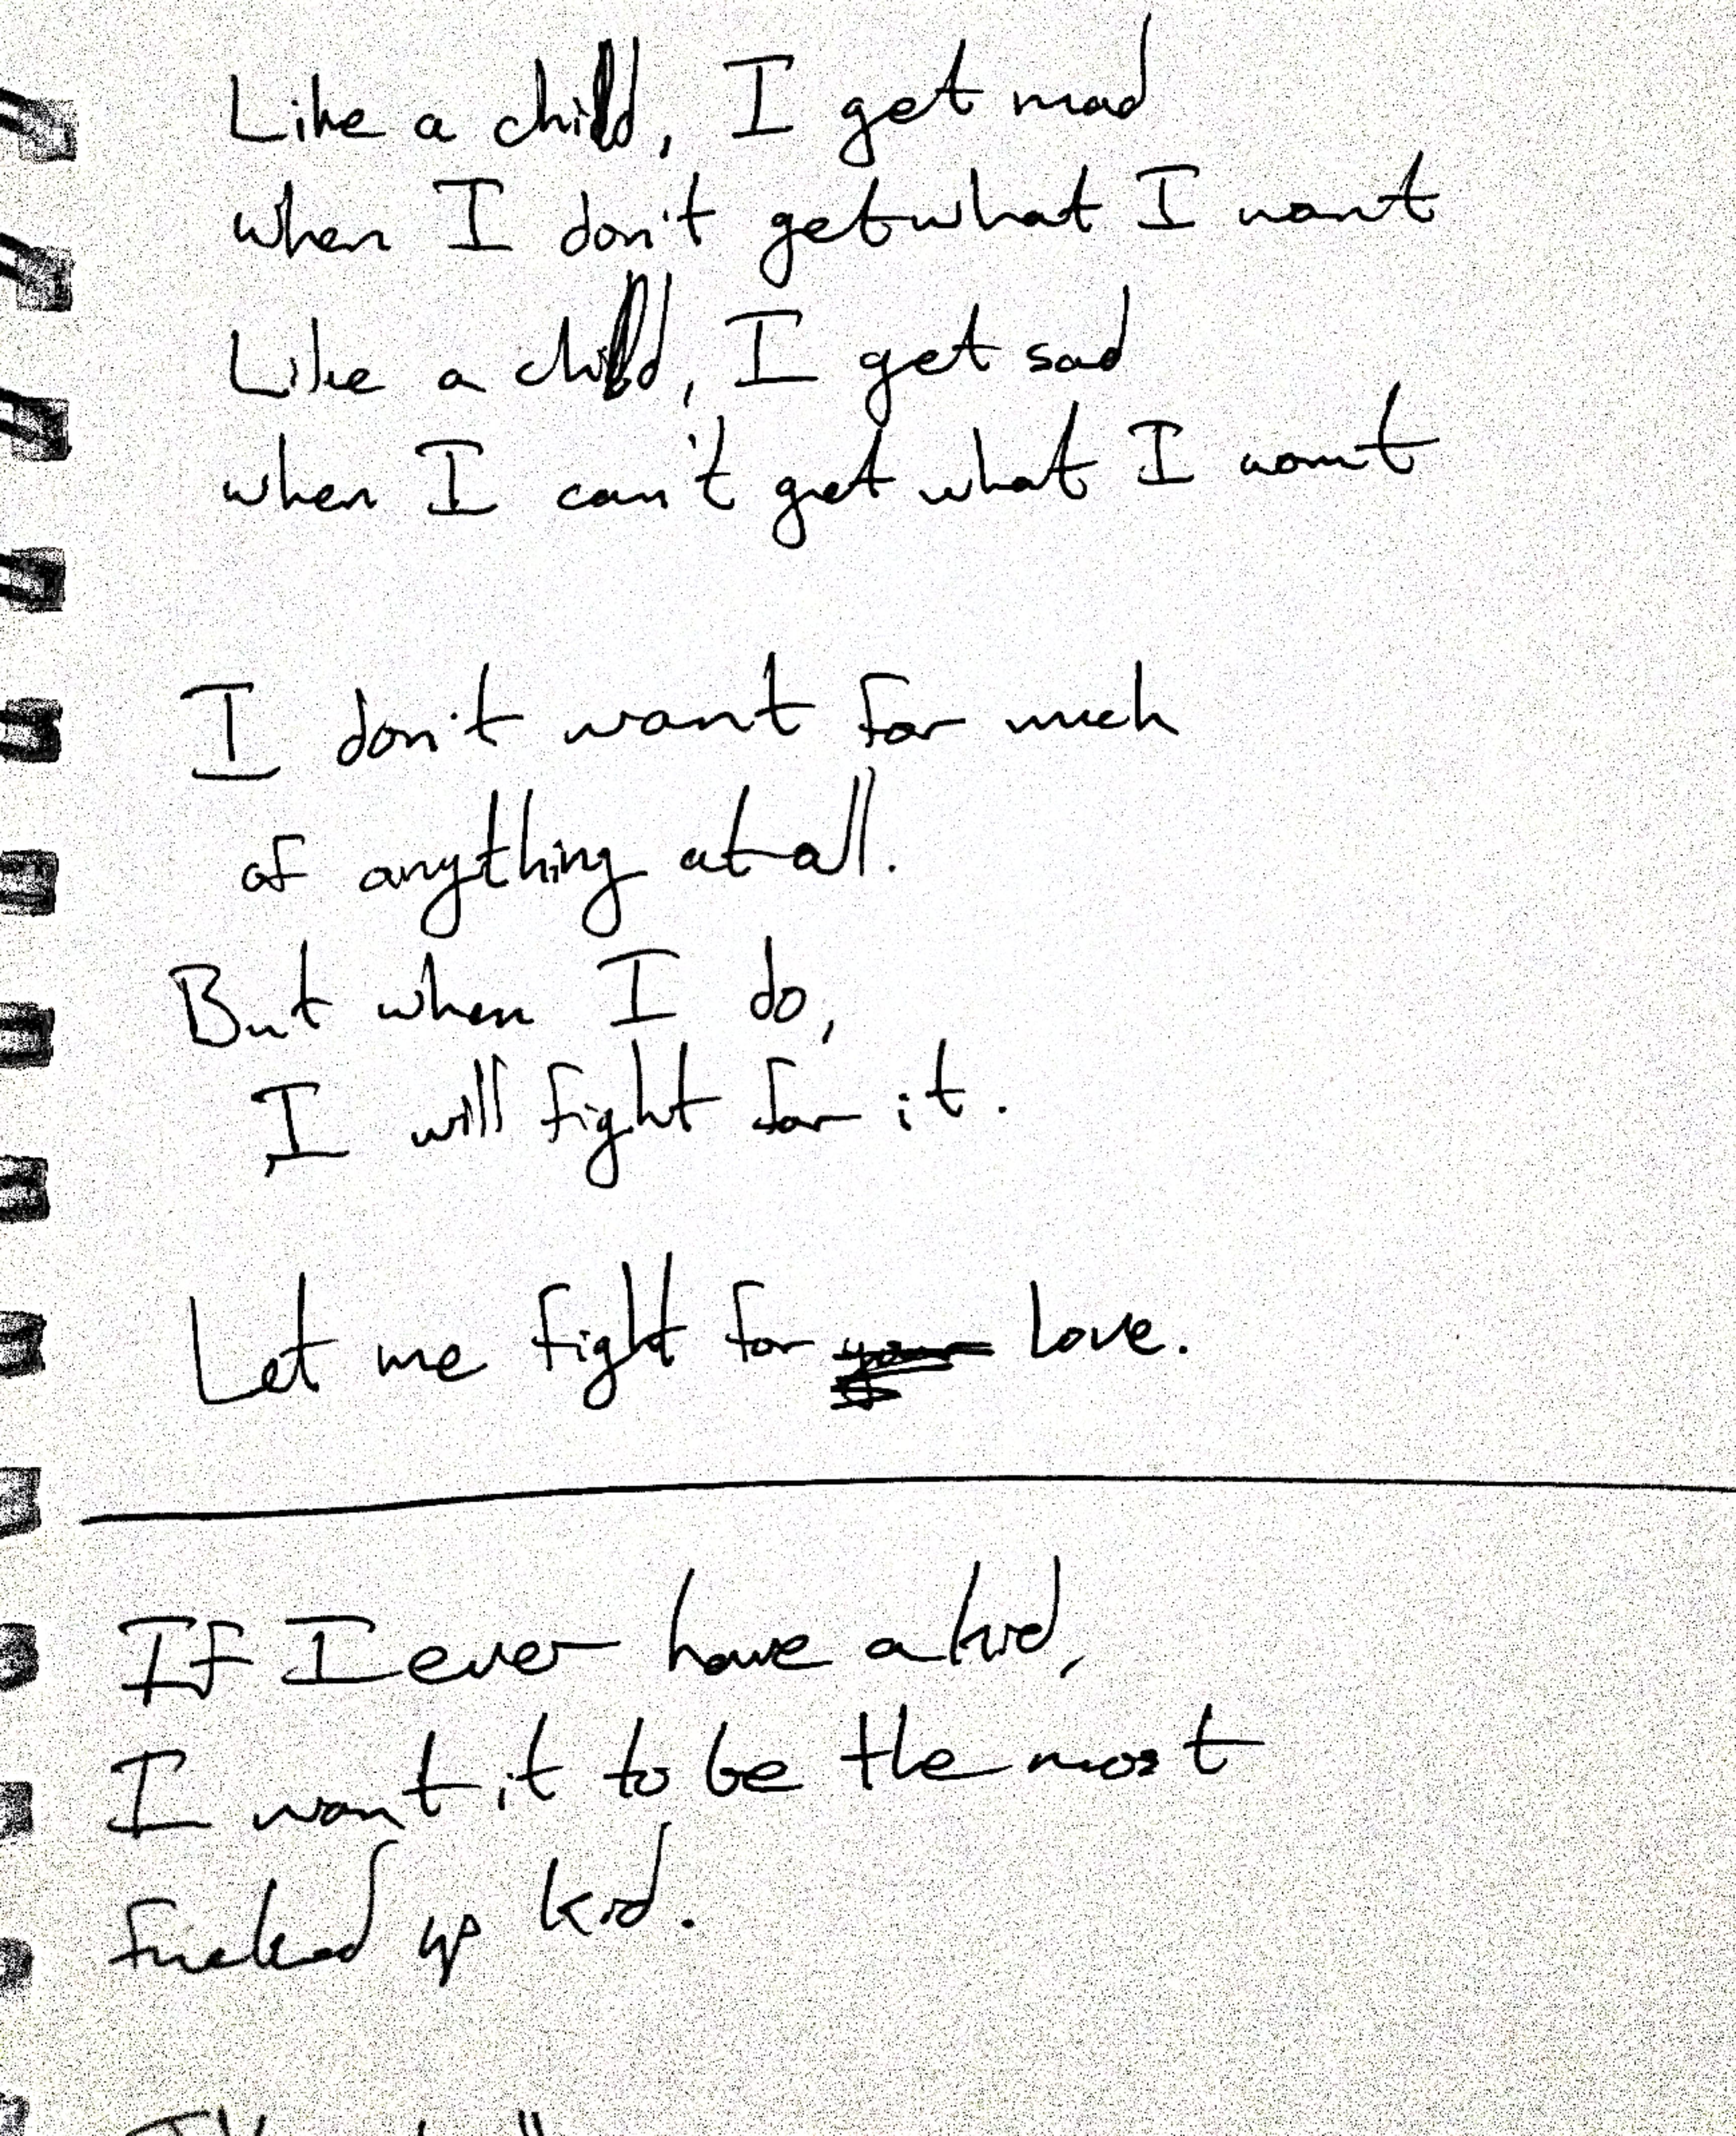 Like a child, I get mad
when I don't get what I want
Like a child, I get sad
when I can't get what I want
I don't want for much
of anything at all.
But when I do,
I will fight for it.
Let me fight for your love.
If I ever have a kid,
I want it to be the most
fucked up kid.